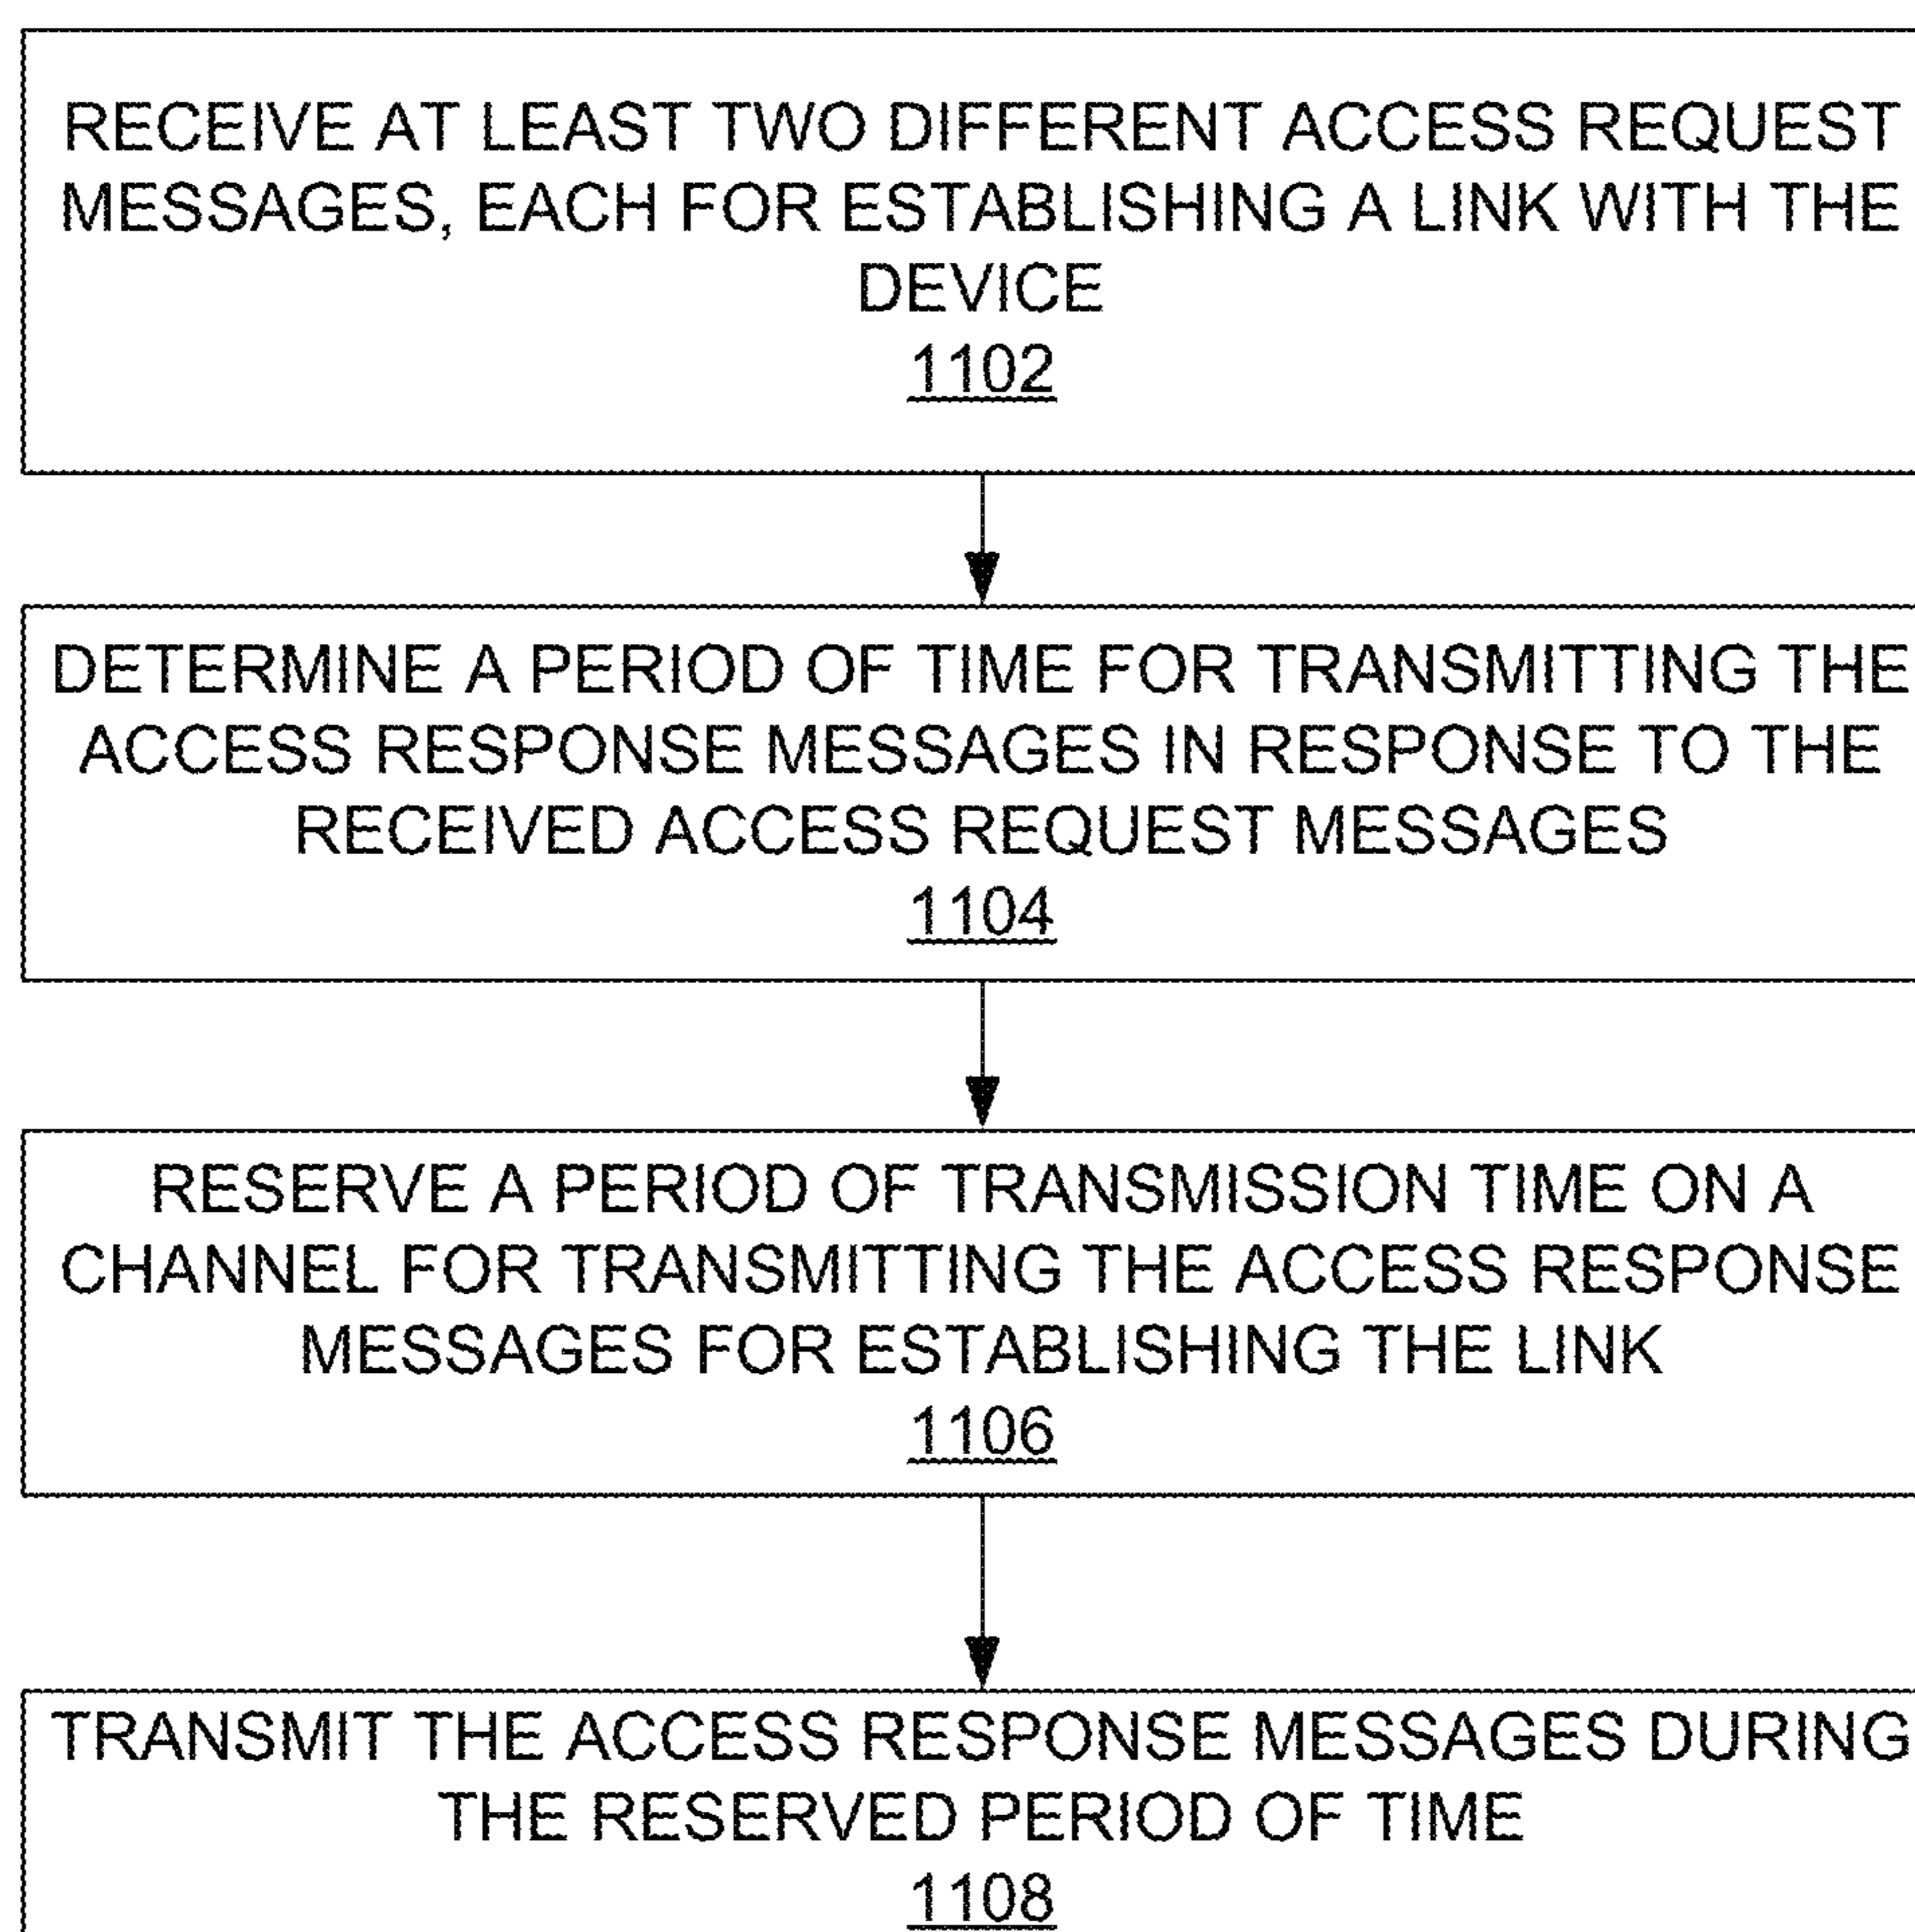 RECEIVE AT LEAST TWO DIFFERENT ACCESS REQUEST
MESSAGES, EACH FOR ESTABLISHING A LINK WITH THE
DEVICE
1102
DETERMINE A PERIOD OF TIME FOR TRANSMITTING THE
ACCESS RESPONSE MESSAGES IN RESPONSE TO THE
RECEIVED ACCESS REQUEST MESSAGES
1104
RESERVE A PERIOD OF TRANSMISSION TIME ON A
CHANNEL FOR TRANSMITTING THE ACCESS RESPONSE
MESSAGES FOR ESTABLISHING THE LINK
1106
TRANSMIT THE ACCESS RESPONSE MESSAGES DURING
THE RESERVED PERIOD OF TIME
1108